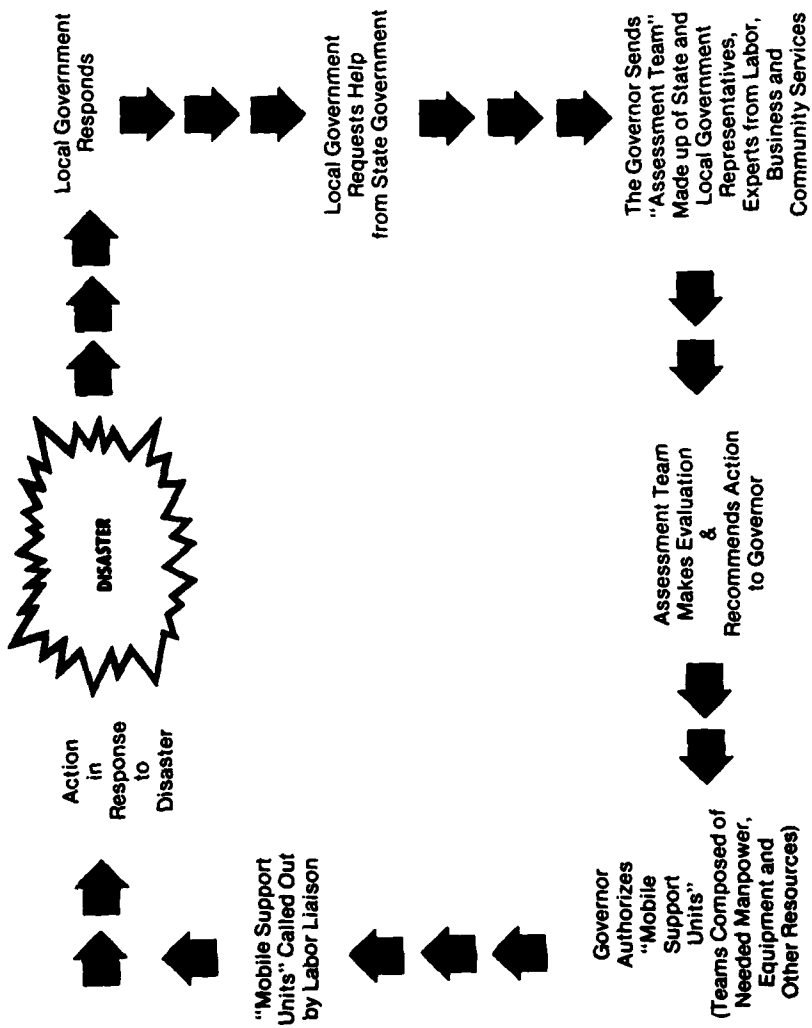 DISASTER
Local Government
Responds
Local Government
Requests Help
from State Government
The Governor Sends
“Assessment Team”
Made up of State and
Local Government
Representatives,
Experts from Labor,
Business and
Community Services
Assessment Team
Makes Evaluation
&
Recommends Action
to Governor
Governor
Authorizes
“Mobile
Support
Units”
(Teams Composed of
Needed Manpower,
Equipment and
Other Resources)
“Mobile Support
Units” Called Out
by Labor Liaison
Action
in
Response
to
Disaster